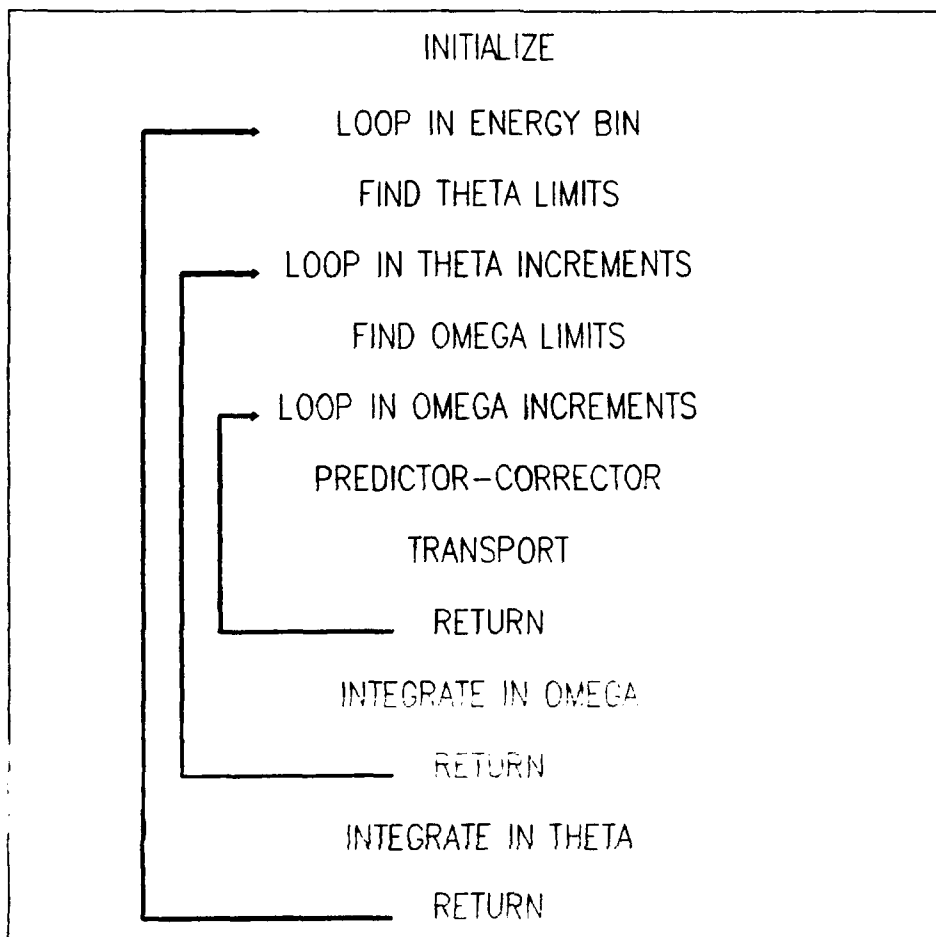 INITIALIZE
LOOP IN ENERGY BIN
FIND THETA LIMITS
LOOP IN THETA INCREMENTS
FIND OMEGA LIMITS
LOOP IN OMEGA INCREMENTS
PREDICTOR-CORRECTOR
TRANSPORT
RETURN
INTEGRATE IN OMEGA
RETURN
INTEGRATE IN THETA
RETURN